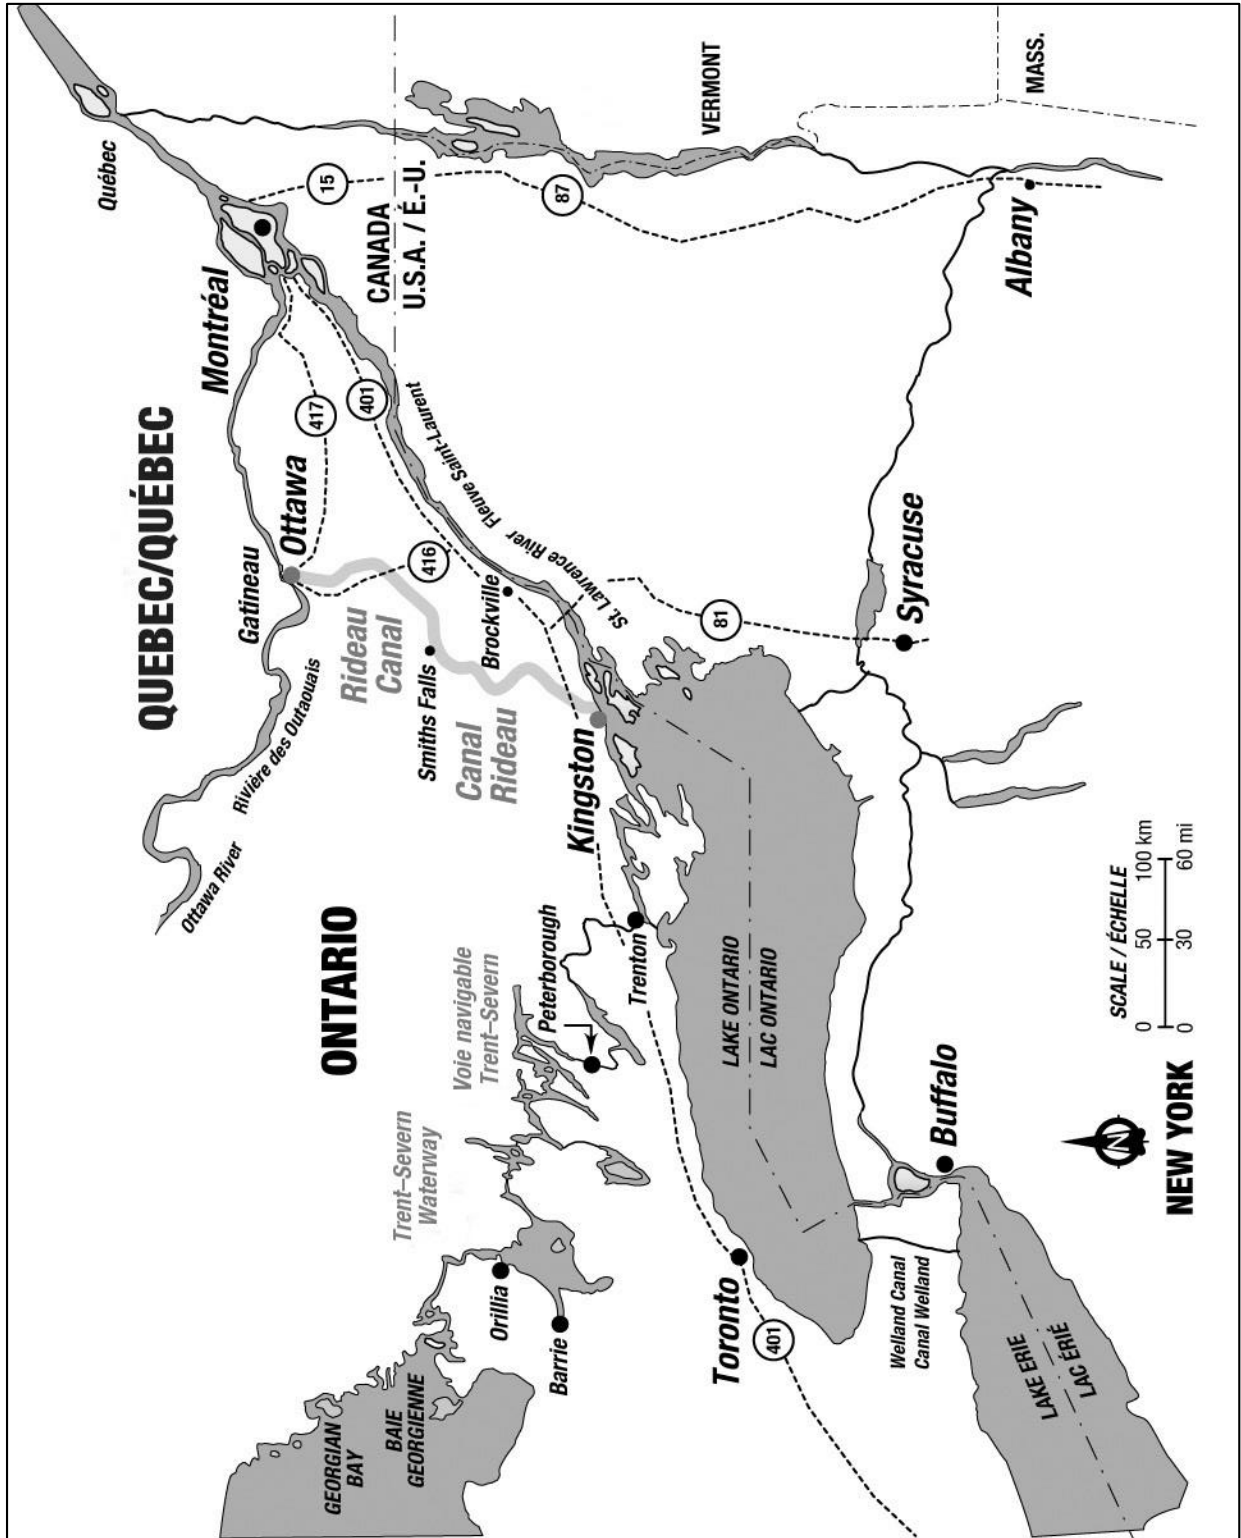 QUEBEC/QUÉBEC
Québec
Montréal
15
CANADA
U.S.A. / E.-U.
87
VERMONT
MASS.
417
401
Ottawa
Gatineau
416
Rideau
Canal
Smiths Falls
Canal
Rideau
Brockville
Fleuve Saint-Laurent
St. Lawrence River
81
Syracuse
Albany
Rivière des Outaouais
Ottawa River
Kingston
ONTARIO
Voie navigable
Trent–Severn
Peterborough
Trenton
LAKE ONTARIO
LAC ONTARIO
Trent–Severn
Waterway
Orillia
Barrie
Toronto
401
GEORGIAN
BAY
BAIE
GEORGIENNE
Welland Canal
Canal Welland
Buffalo
LAKE ERIE
LAC ÉRIÉ
NEW YORK
N
SCALE / ÉCHELLE
0 50 100 km
0 30 60 mi